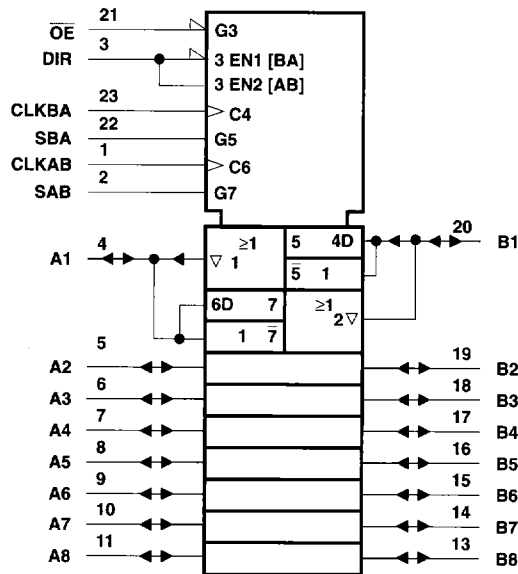 21
OE
G3
3
DIR
3 EN1 [BA]
3 EN2 [AB]
23
CLKBA
C4
22
SBA
G5
1
CLKAB
C6
2
SAB
G7
4
A1
≥1
▽ 1
5 4D
5̅ 1
20
B1
6D 7
1 7̅
≥1
2 ▽
5
A2
19
B2
6
A3
18
B3
7
A4
17
B4
8
A5
16
B5
9
A6
15
B6
10
A7
14
B7
11
A8
13
B8